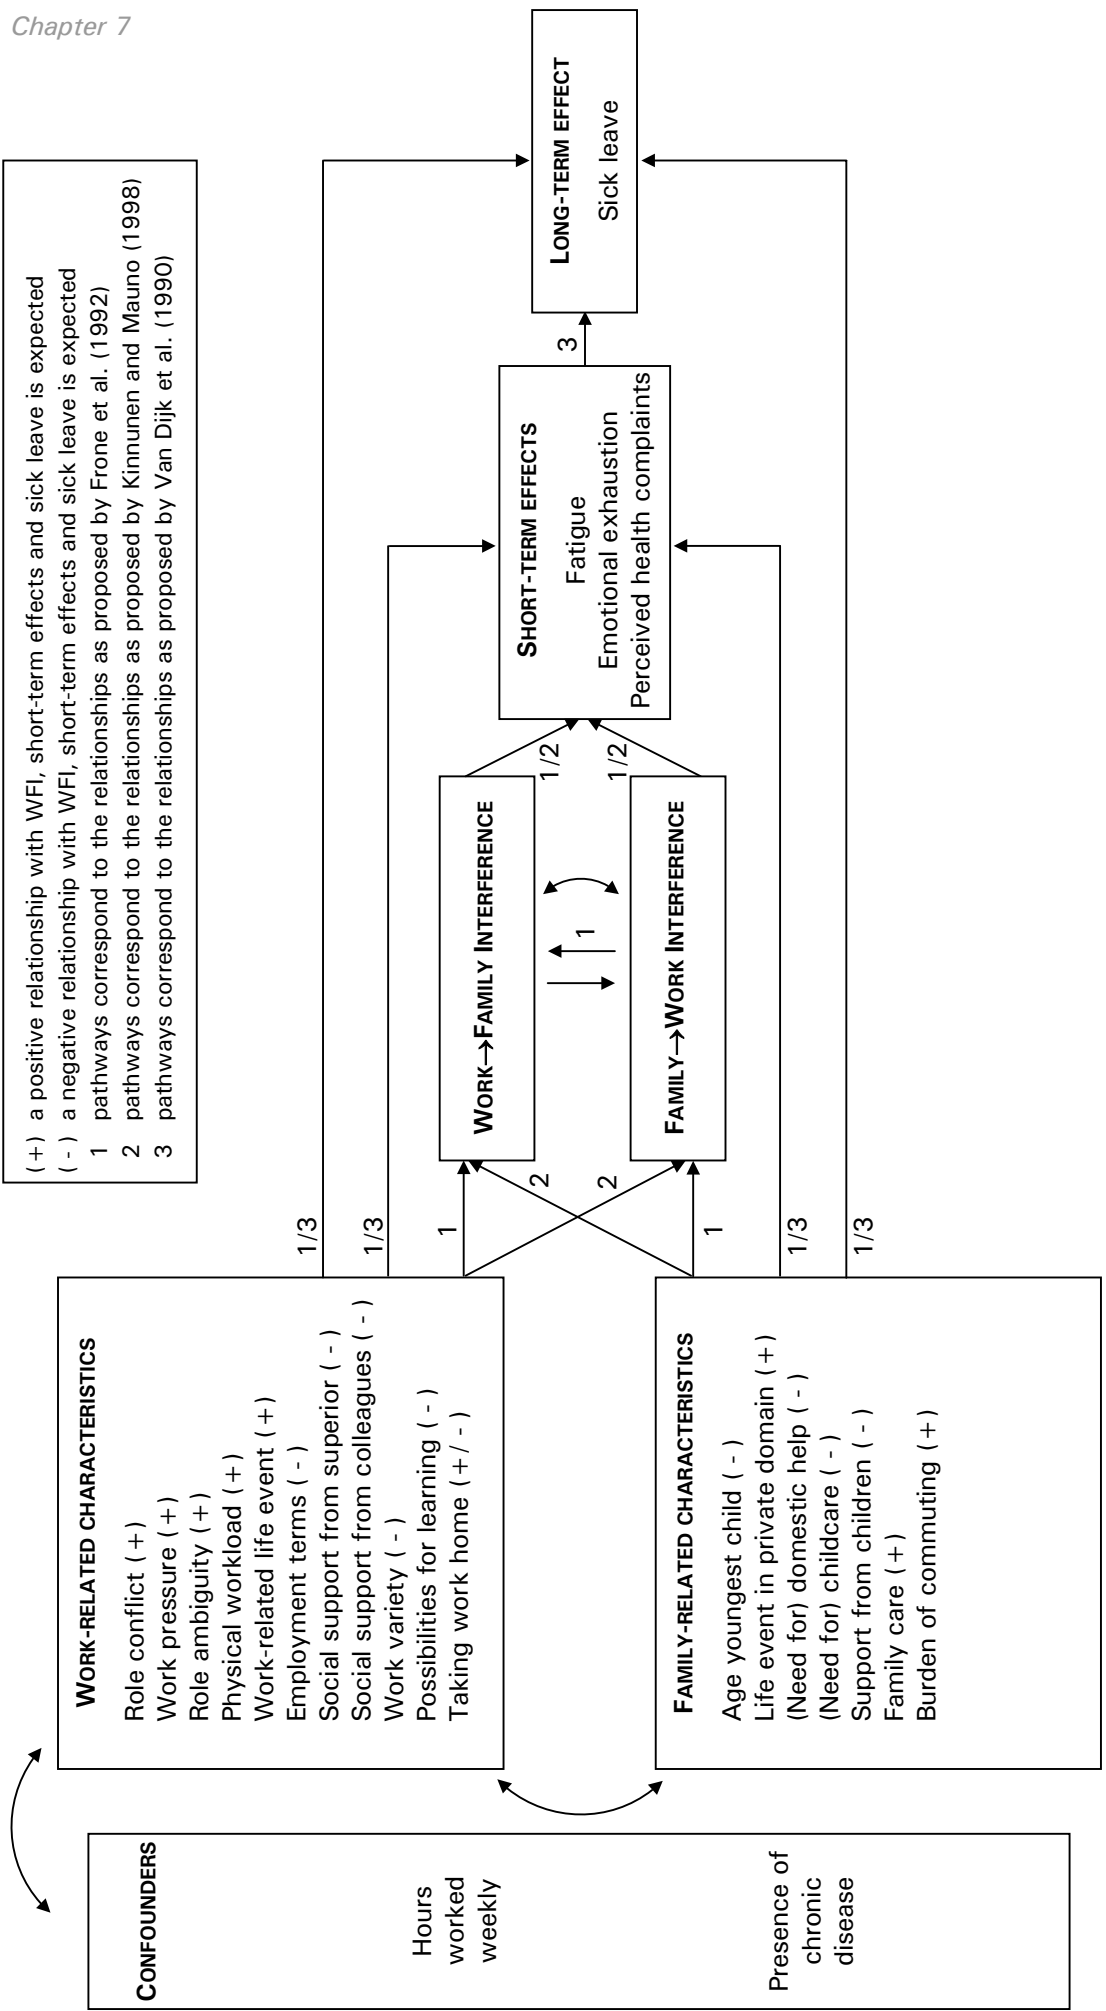 Chapter 7
(+) a positive relationship with WFI, short-term effects and sick leave is expected
(-) a negative relationship with WFI, short-term effects and sick leave is expected
1 pathways correspond to the relationships as proposed by Frone et al. (1992)
2 pathways correspond to the relationships as proposed by Kinnunen and Mauno (1998)
3 pathways correspond to the relationships as proposed by Van Dijk et al. (1990)
CONFOUNDERS
Hours
worked
weekly
Presence of
chronic
disease
WORK-RELATED CHARACTERISTICS
Role conflict (+)
Work pressure (+)
Role ambiguity (+)
Physical workload (+)
Work-related life event (+)
Employment terms (-)
Social support from superior (-)
Social support from colleagues (-)
Work variety (-)
Possibilities for learning (-)
Taking work home (+/-)
FAMILY-RELATED CHARACTERISTICS
Age youngest child (-)
Life event in private domain (+)
(Need for) domestic help (-)
(Need for) childcare (-)
Support from children (-)
Family care (+)
Burden of commuting (+)
1/3
1/3
1
2
2
1
1/3
1/3
WORK→FAMILY INTERFERENCE
1
FAMILY→WORK INTERFERENCE
1/2
1/2
SHORT-TERM EFFECTS
Fatigue
Emotional exhaustion
Perceived health complaints
3
LONG-TERM EFFECT
Sick leave